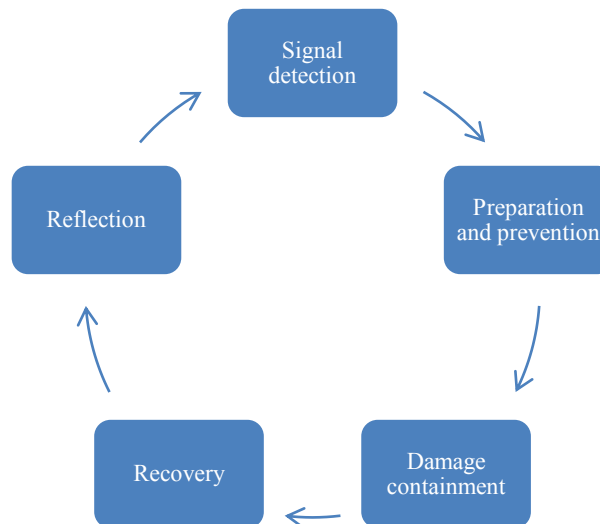 Signal
detection
Preparation
and prevention
Damage
containment
Recovery
Reflection